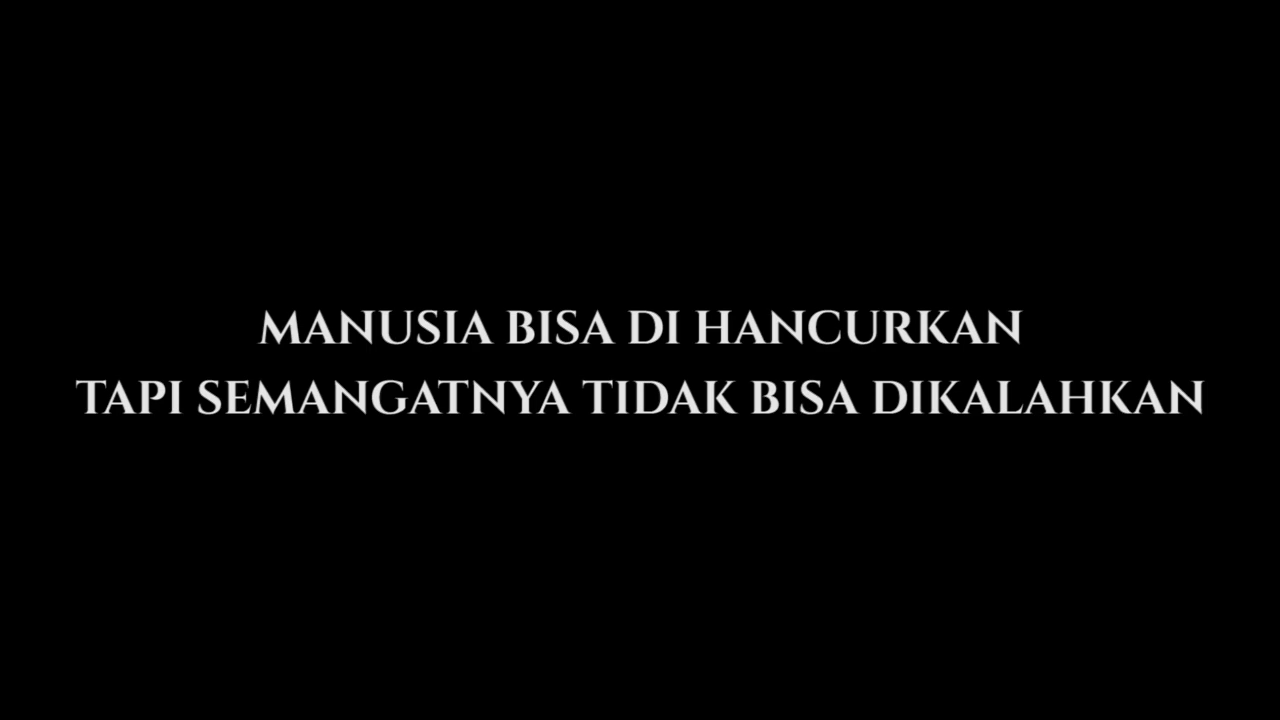 MANUSIA BISA DI HANCURKAN
TAPI SEMANGATNYA TIDAK BISA DIKALAHKAN